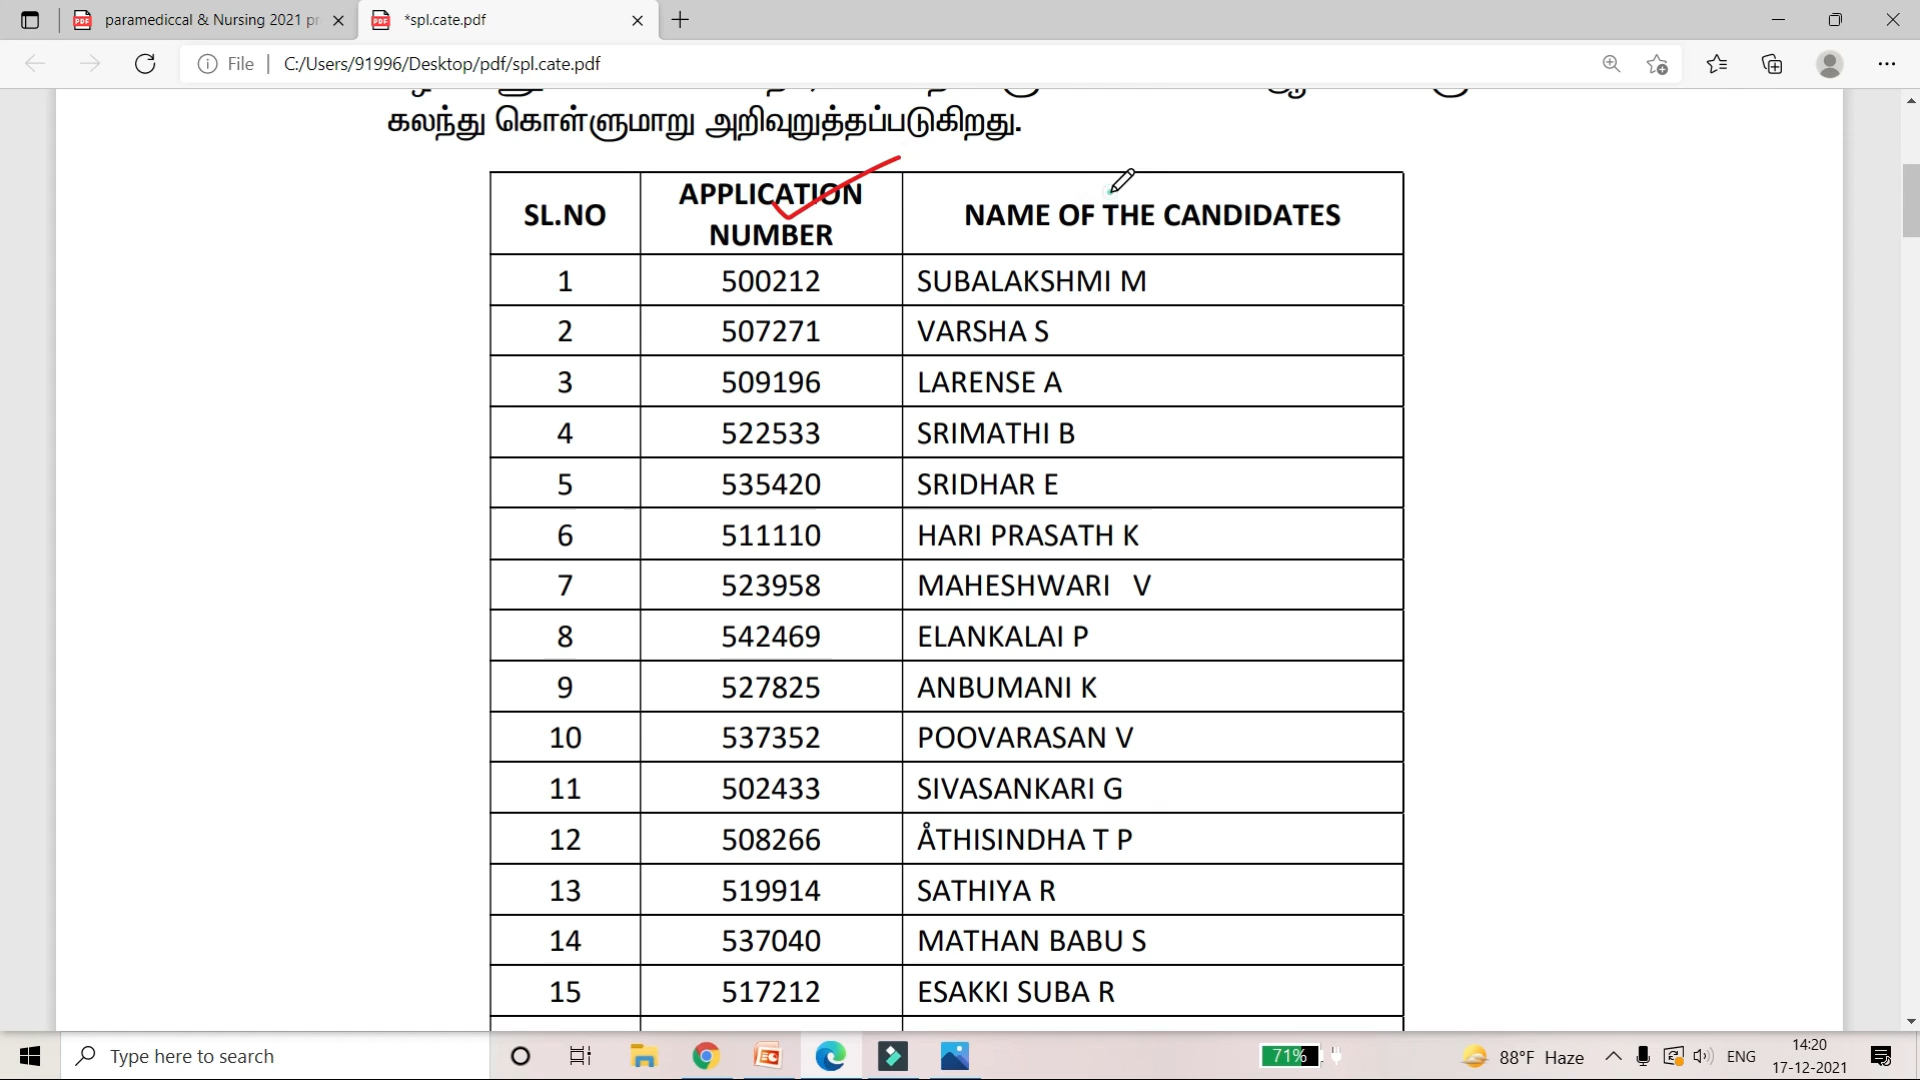 paramediccal & Nursing 2021 pr
*spl.cate.pdf
File
C:/Users/91996/Desktop/pdf/spl.cate.pdf
கலந்து கொள்ளுமாறு அறிவுறுத்தப்படுகிறது.
SL.NO APPLICATION NUMBER NAME OF THE CANDIDATES
1 500212 SUBALAKSHMI M
2 507271 VARSHA S
3 509196 LARENSE A
4 522533 SRIMATHI B
5 535420 SRIDHAR E
6 511110 HARI PRASATH K
7 523958 MAHESHWARI V
8 542469 ELANKALAI P
9 527825 ANBUMANI K
10 537352 POOVARASAN V
11 502433 SIVASANKARI G
12 508266 ÅTHISINDHA T P
13 519914 SATHIYA R
14 537040 MATHAN BABU S
15 517212 ESAKKI SUBA R
Type here to search
71%
88°F Haze
ENG
14:20
17-12-2021